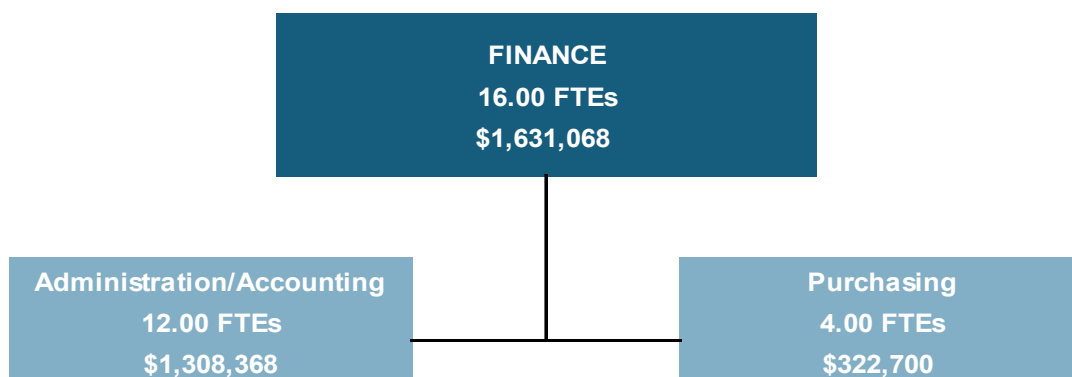 FINANCE
16.00 FTEs
$1,631,068
Administration/Accounting
12.00 FTEs
$1,308,368
Purchasing
4.00 FTEs
$322,700